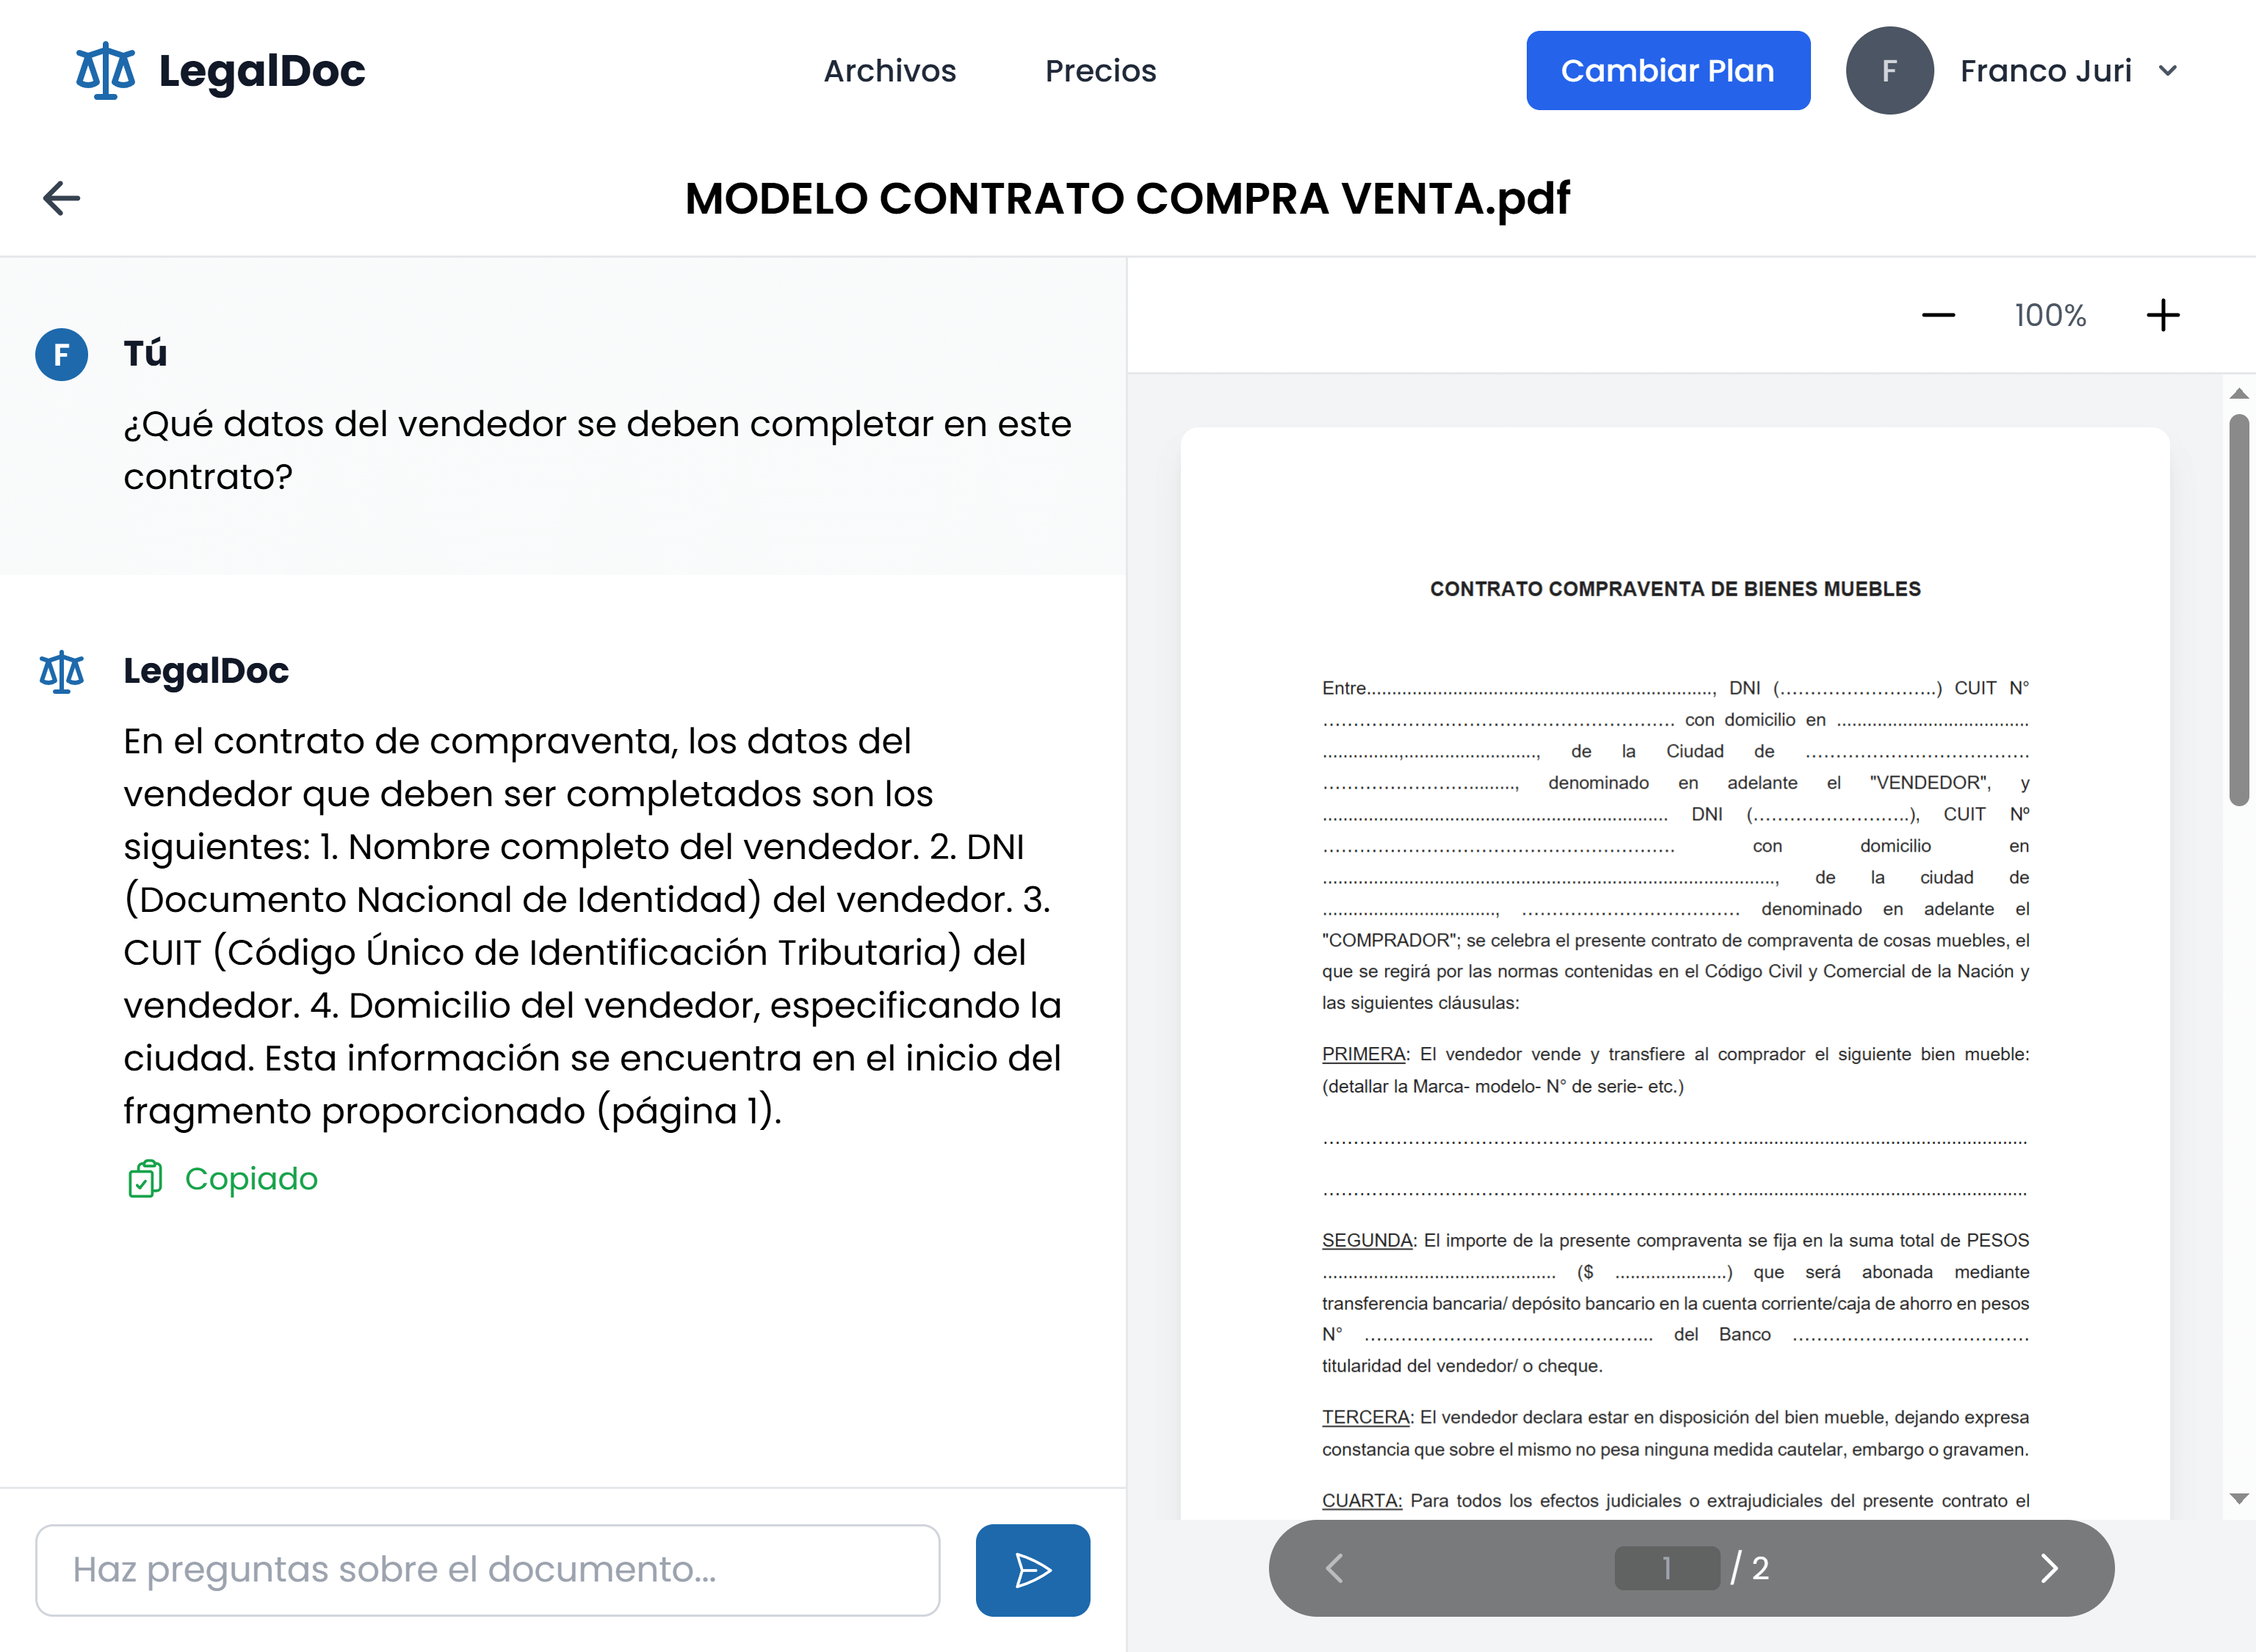 LegalDoc
Archivos
Precios
Cambiar Plan
F
Franco Juri
MODELO CONTRATO COMPRA VENTA.pdf
F
Tú
¿Qué datos del vendedor se deben completar en este
contrato?
LegalDoc
En el contrato de compraventa, los datos del
vendedor que deben ser completados son los
siguientes: 1. Nombre completo del vendedor. 2. DNI
(Documento Nacional de Identidad) del vendedor. 3.
CUIT (Código Único de Identificación Tributaria) del
vendedor. 4. Domicilio del vendedor, especificando la
ciudad. Esta información se encuentra en el inicio del
fragmento proporcionado (página 1).
Copiado
Haz preguntas sobre el documento...
100%
CONTRATO COMPRAVENTA DE BIENES MUEBLES
Entre...................................................................., DNI (……………………..) CUIT N°
…………………………………………………. con domicilio en ......................................
...............,.........................., de la Ciudad de ……………………………….
……………………........., denominado en adelante el "VENDEDOR", y
.................................................................... DNI (……………………..), CUIT Nº
…………………………………………………. con domicilio en
........................................................................................., de la ciudad de
.................................., ……………………………… denominado en adelante el
"COMPRADOR"; se celebra el presente contrato de compraventa de cosas muebles, el
que se regirá por las normas contenidas en el Código Civil y Comercial de la Nación y
las siguientes cláusulas:
PRIMERA: El vendedor vende y transfiere al comprador el siguiente bien mueble:
(detallar la Marca- modelo- N° de serie- etc.)
……………………………………………………………........................................................
……………………………………………………………........................................................
SEGUNDA: El importe de la presente compraventa se fija en la suma total de PESOS
.............................................. ($ ......................) que será abonada mediante
transferencia bancaria/ depósito bancario en la cuenta corriente/caja de ahorro en pesos
N° ……………………………………….. del Banco …………………………………
titularidad del vendedor/ o cheque.
TERCERA: El vendedor declara estar en disposición del bien mueble, dejando expresa
constancia que sobre el mismo no pesa ninguna medida cautelar, embargo o gravamen.
CUARTA: Para todos los efectos judiciales o extrajudiciales del presente contrato el
1 / 2